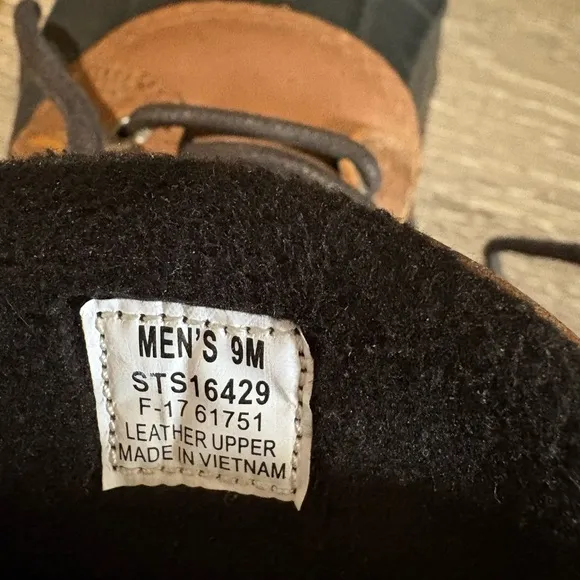 MEN'S 9M
STS16429
F-17 61751
LEATHER UPPER
MADE IN VIETNAM